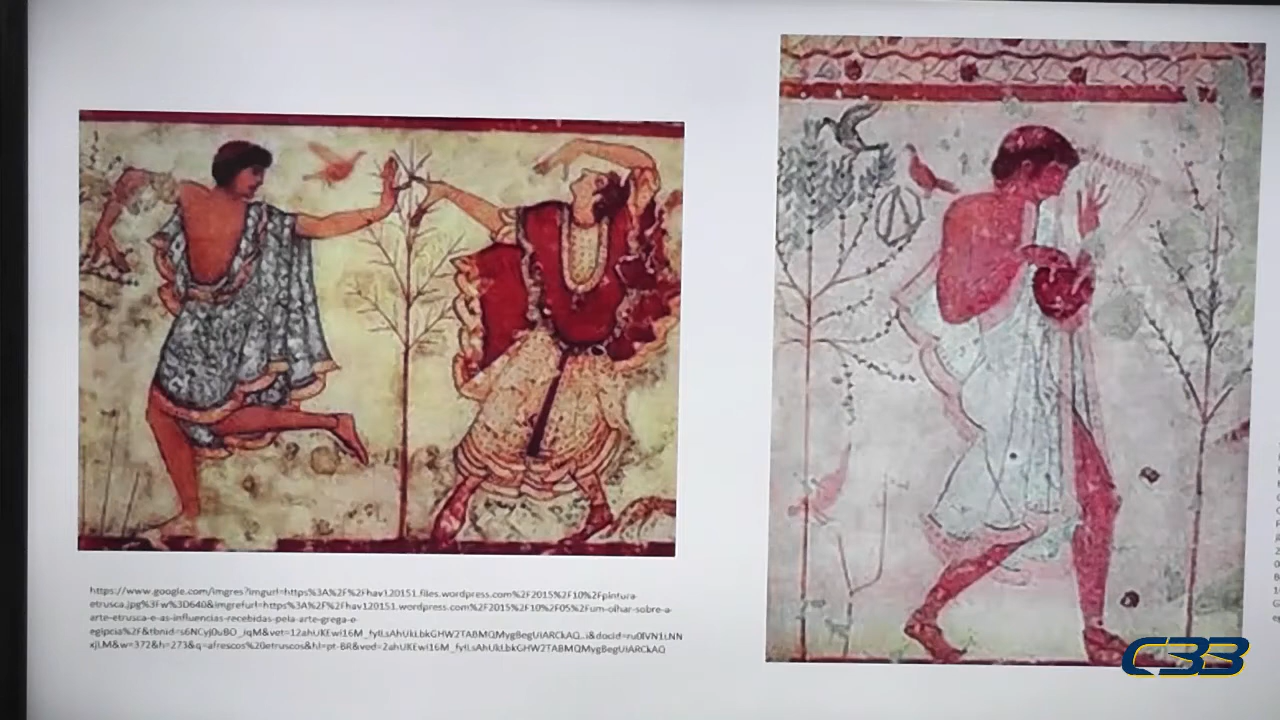 https://www.google.com/imgres?imgurl=https%3A%2F%2Fhav120151.files.wordpress.com%2F2015%2F10%2Fpintura-
etrusca.jpg%3Fw%3D640&imgrefurl=https%3A%2F%2Fhav120151.wordpress.com%2F2015%2F10%2F05%2Fum-olhar-sobre-a-
arte-etrusca-e-as-influencias-recebidas-pela-arte-grega-e-
egipcia%2F&tbnid=s6NCyJ0uBO_iqM&vet=12ahUKEwi16M_fyILsAhUkLbkGHW2TABMQMygBegUIARCkAQ..i&docid=ru0lVN1LNN
xjLM&w=372&h=273&q=afrescos%20etruscos&hl=pt-BR&ved=2ahUKEwi16M_fyILsAhUkLbkGHW2TABMQMygBegUIARCkAQ
C33